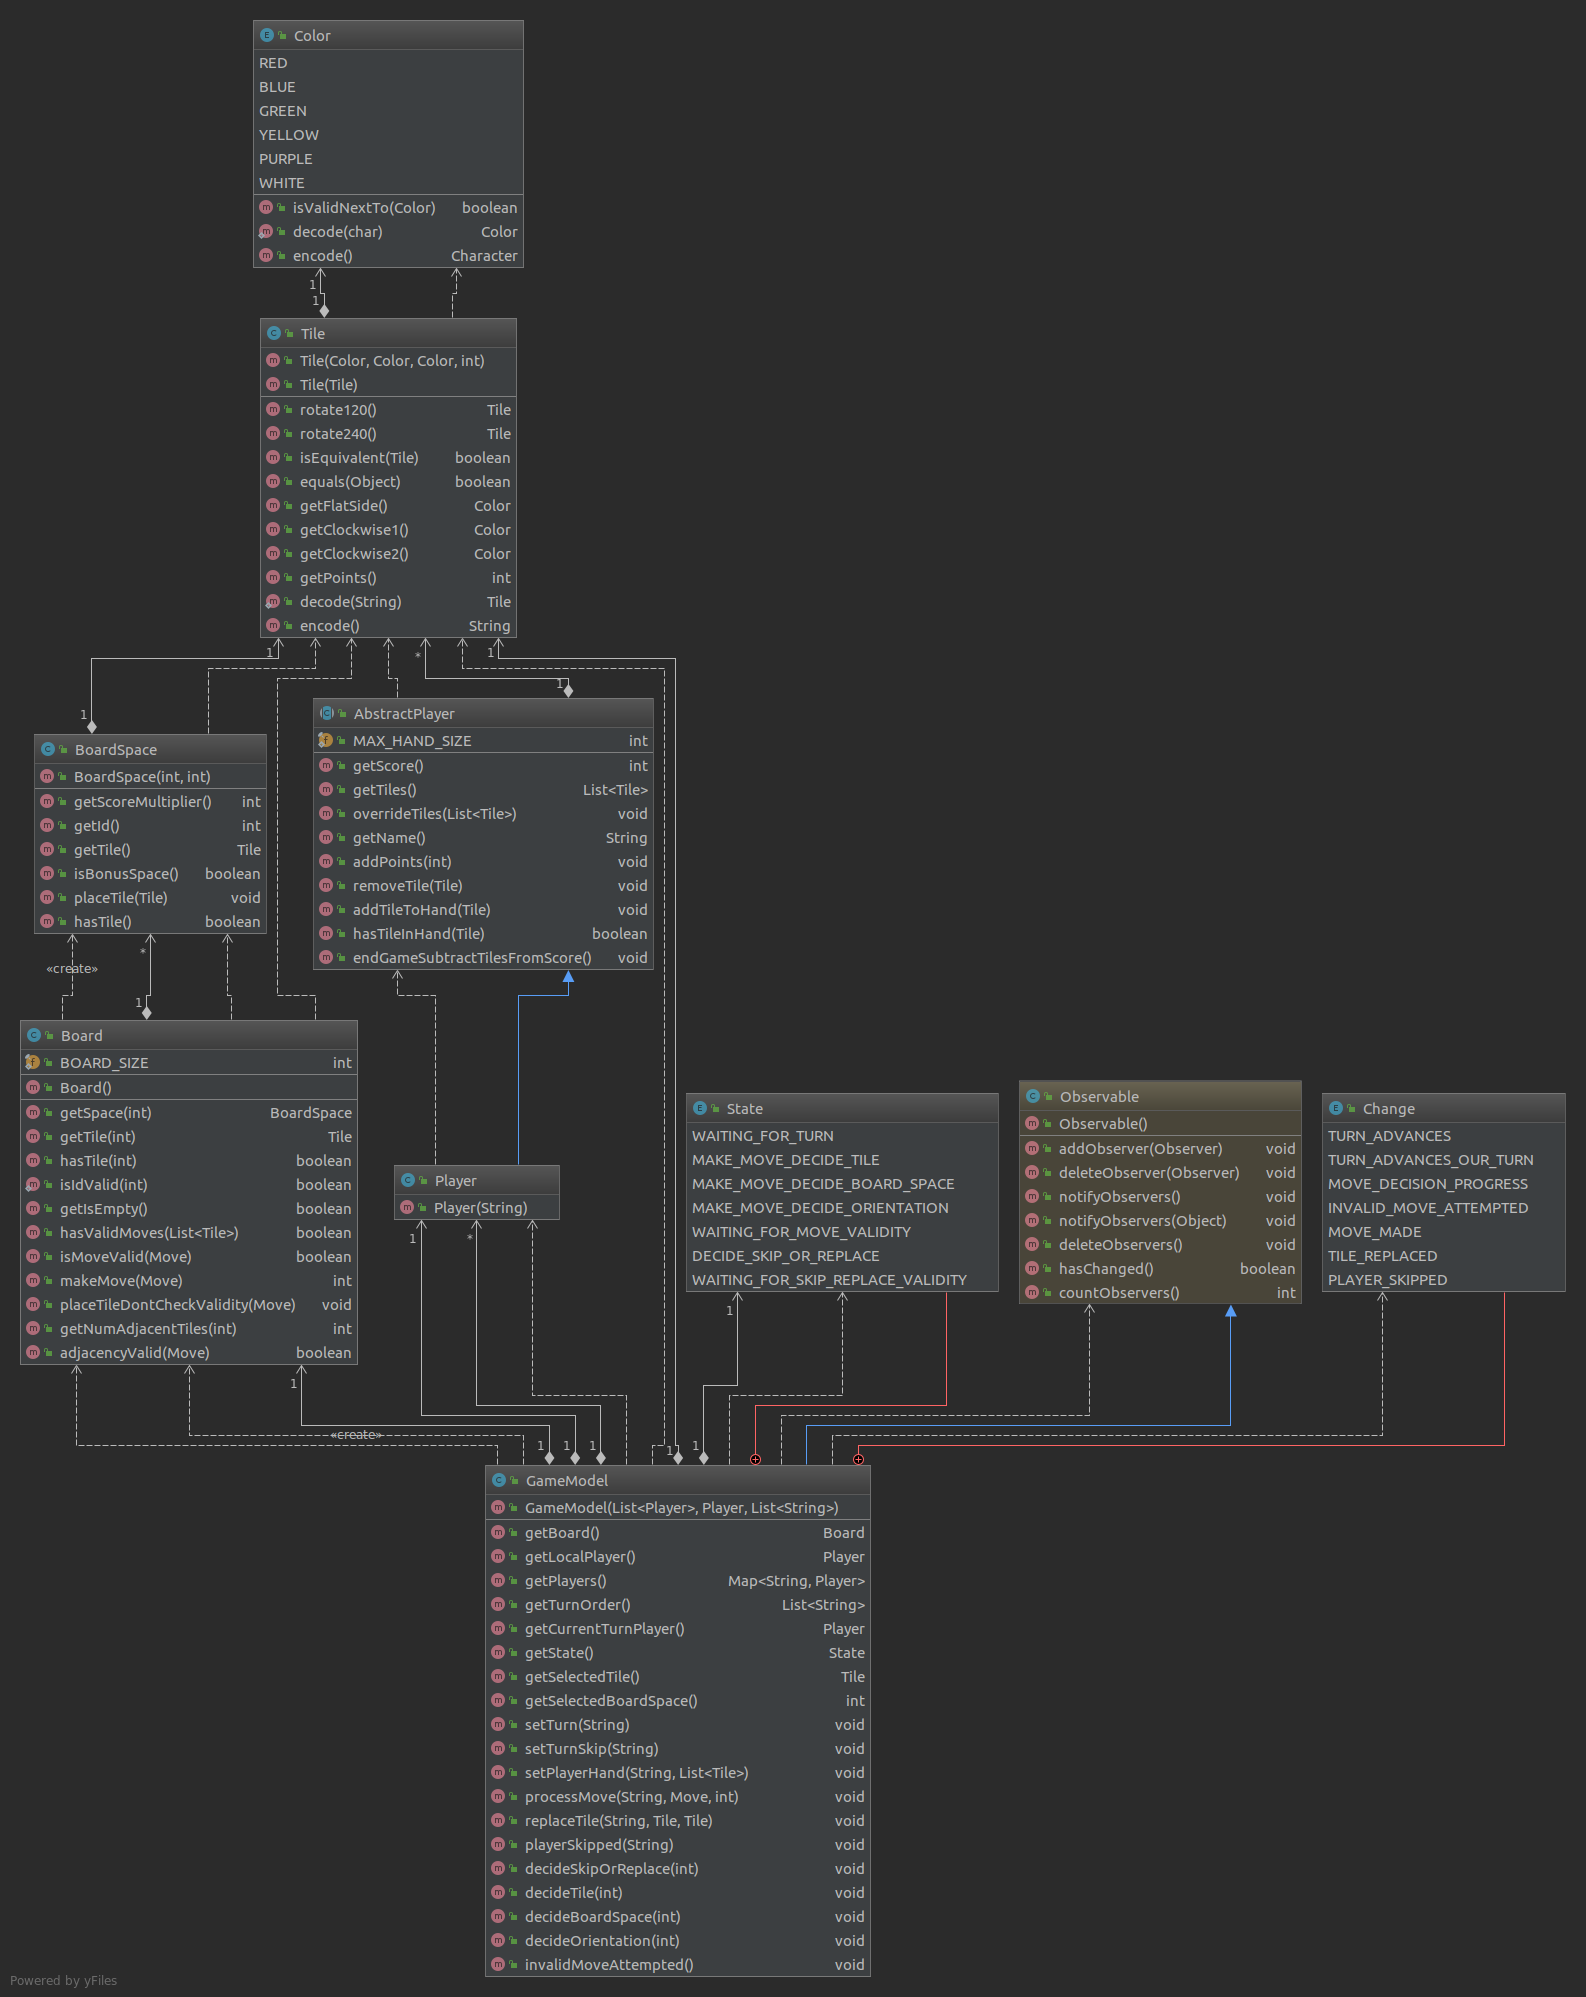 Color
RED
BLUE
GREEN
YELLOW
PURPLE
WHITE
isValidNextTo(Color) boolean
decode(char) Color
encode() Character
1
1
Tile
Tile(Color, Color, Color, int)
Tile(Tile)
rotate120() Tile
rotate240() Tile
isEquivalent(Tile) boolean
equals(Object) boolean
getFlatSide() Color
getClockwise1() Color
getClockwise2() Color
getPoints() int
decode(String) Tile
encode() String
1 * 1
1
1
AbstractPlayer
MAX_HAND_SIZE int
getScore() int
getTiles() List<Tile>
overrideTiles(List<Tile>) void
getName() String
addPoints(int) void
removeTile(Tile) void
addTileToHand(Tile) void
hasTileInHand(Tile) boolean
endGameSubtractTilesFromScore() void
BoardSpace
BoardSpace(int, int)
getScoreMultiplier() int
getId() int
getTile() Tile
isBonusSpace() boolean
placeTile(Tile) void
hasTile() boolean
*
«create»
1
Board
BOARD_SIZE int
Board()
getSpace(int) BoardSpace
getTile(int) Tile
hasTile(int) boolean
isIdValid(int) boolean
getIsEmpty() boolean
hasValidMoves(List<Tile>) boolean
isMoveValid(Move) boolean
makeMove(Move) int
placeTileDontCheckValidity(Move) void
getNumAdjacentTiles(int) int
adjacencyValid(Move) boolean
Player
Player(String)
State
WAITING_FOR_TURN
MAKE_MOVE_DECIDE_TILE
MAKE_MOVE_DECIDE_BOARD_SPACE
MAKE_MOVE_DECIDE_ORIENTATION
WAITING_FOR_MOVE_VALIDITY
DECIDE_SKIP_OR_REPLACE
WAITING_FOR_SKIP_REPLACE_VALIDITY
Observable
Observable()
addObserver(Observer) void
deleteObserver(Observer) void
notifyObservers() void
notifyObservers(Object) void
deleteObservers() void
hasChanged() boolean
countObservers() int
Change
TURN_ADVANCES
TURN_ADVANCES_OUR_TURN
MOVE_DECISION_PROGRESS
INVALID_MOVE_ATTEMPTED
MOVE_MADE
TILE_REPLACED
PLAYER_SKIPPED
1 *
1
1
«create»
1 1 1 1 1
GameModel
GameModel(List<Player>, Player, List<String>)
getBoard() Board
getLocalPlayer() Player
getPlayers() Map<String, Player>
getTurnOrder() List<String>
getCurrentTurnPlayer() Player
getState() State
getSelectedTile() Tile
getSelectedBoardSpace() int
setTurn(String) void
setTurnSkip(String) void
setPlayerHand(String, List<Tile>) void
processMove(String, Move, int) void
replaceTile(String, Tile, Tile) void
playerSkipped(String) void
decideSkipOrReplace(int) void
decideTile(int) void
decideBoardSpace(int) void
decideOrientation(int) void
invalidMoveAttempted() void
Powered by yFiles